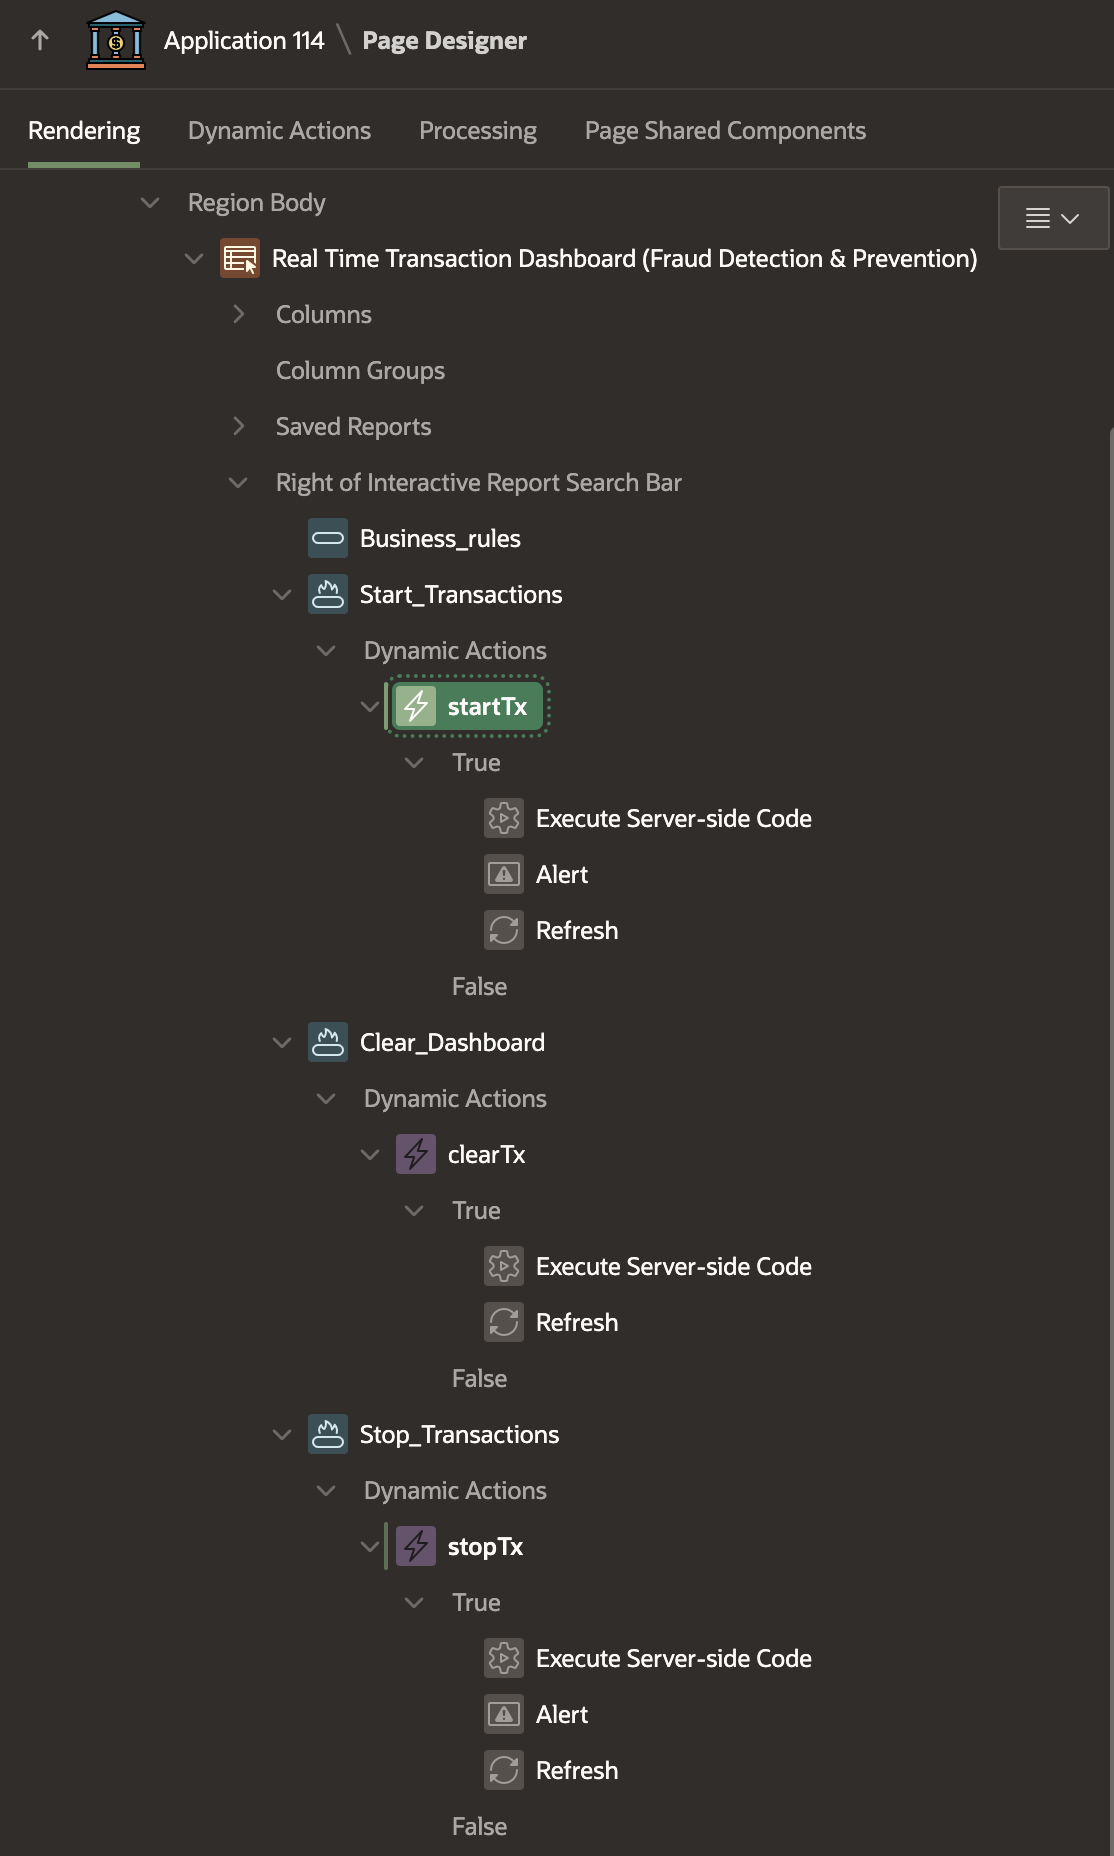 Application 114 \ Page Designer
Rendering Dynamic Actions Processing Page Shared Components
Region Body
Real Time Transaction Dashboard (Fraud Detection & Prevention)
Columns
Column Groups
Saved Reports
Right of Interactive Report Search Bar
Business_rules
Start_Transactions
Dynamic Actions
startTx
True
Execute Server-side Code
Alert
Refresh
False
Clear_Dashboard
Dynamic Actions
clearTx
True
Execute Server-side Code
Refresh
False
Stop_Transactions
Dynamic Actions
stopTx
True
Execute Server-side Code
Alert
Refresh
False